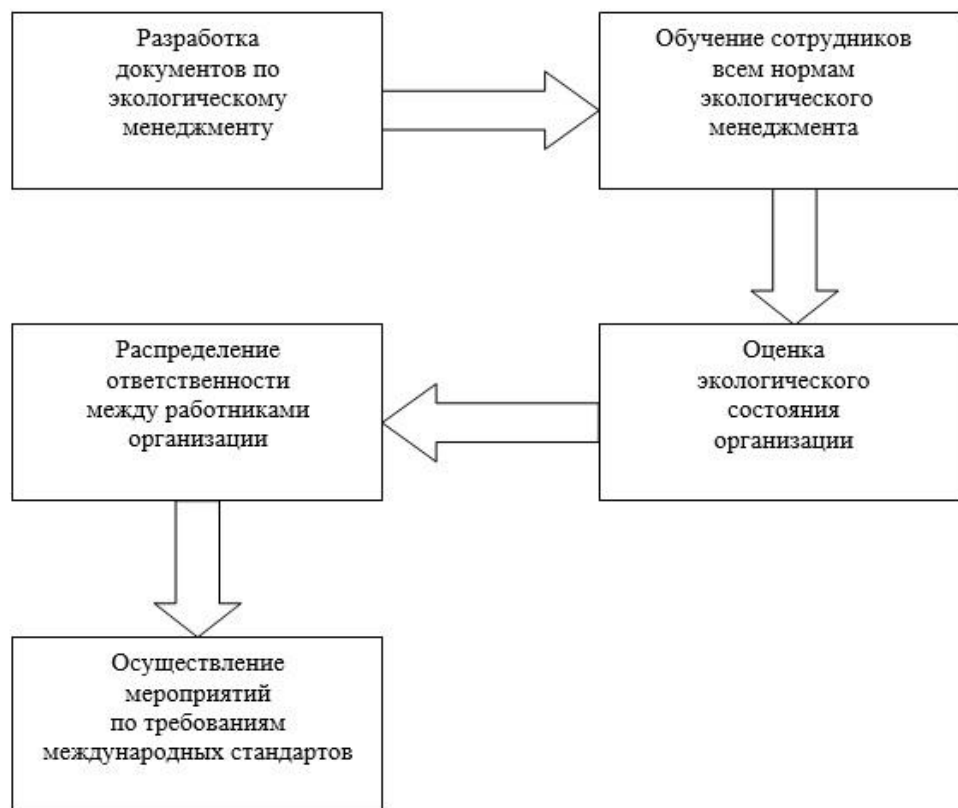 Разработка
документов по
экологическому
менеджменту
Обучение сотрудников
всем нормам
экологического
менеджмента
Оценка
экологического
состояния
организации
Распределение
ответственности
между работниками
организации
Осуществление
мероприятий
по требованиям
международных стандартов